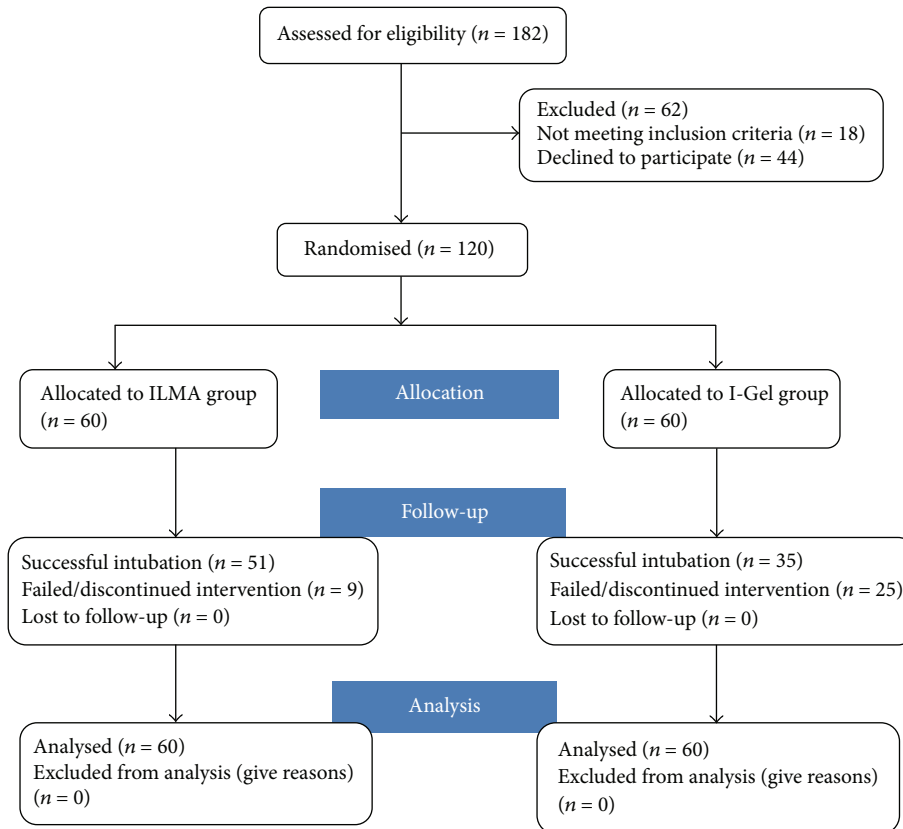 Assessed for eligibility (n = 182)
Excluded (n = 62)
Not meeting inclusion criteria (n = 18)
Declined to participate (n = 44)
Randomised (n = 120)
Allocated to ILMA group
(n = 60)
Allocation
Allocated to I-Gel group
(n = 60)
Follow-up
Successful intubation (n = 51)
Failed/discontinued intervention (n = 9)
Lost to follow-up (n = 0)
Successful intubation (n = 35)
Failed/discontinued intervention (n = 25)
Lost to follow-up (n = 0)
Analysis
Analysed (n = 60)
Excluded from analysis (give reasons)
(n = 0)
Analysed (n = 60)
Excluded from analysis (give reasons)
(n = 0)